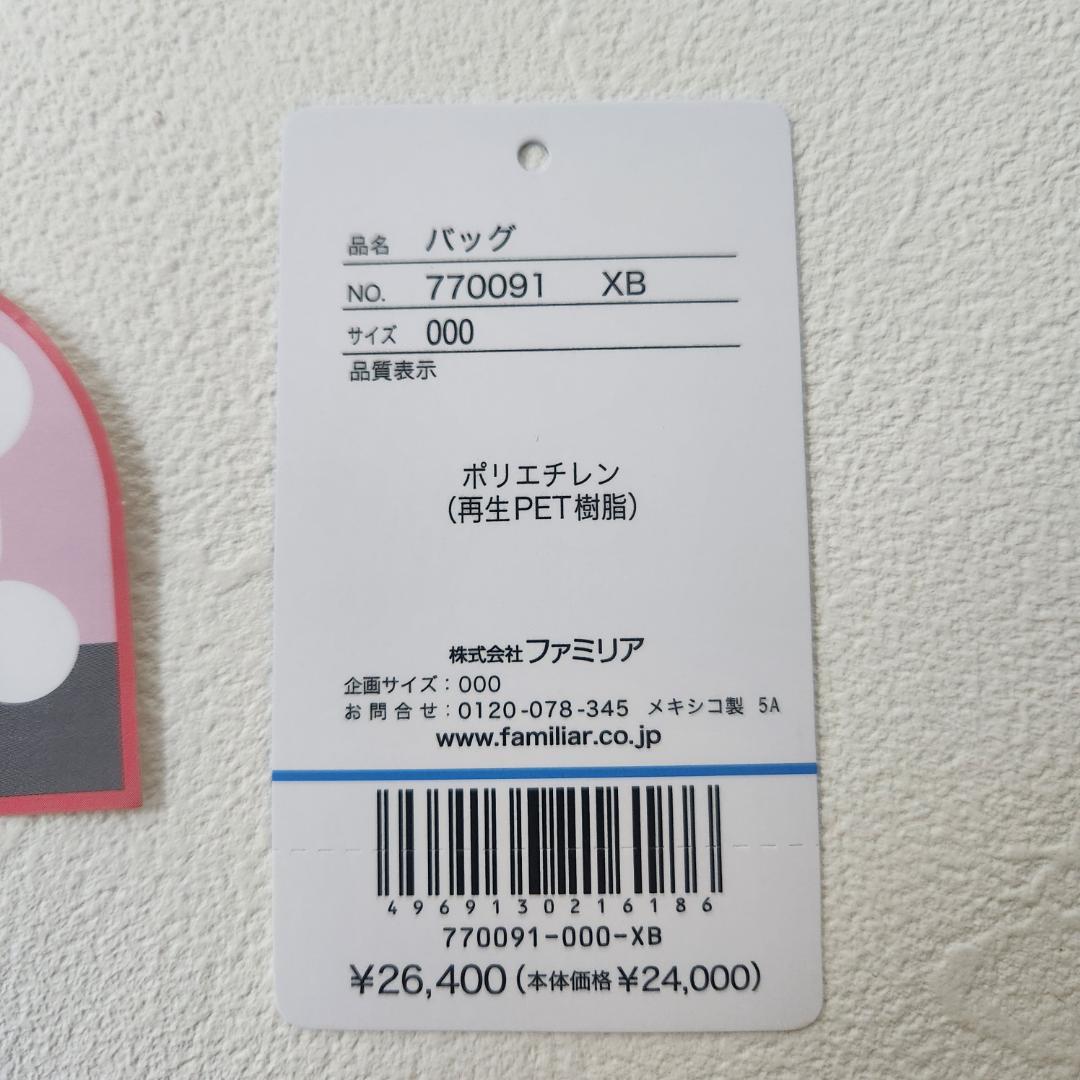 品名 バッグ
NO. 770091 XB
サイズ 000
品質表示
ポリエチレン
(再生PET樹脂)
株式会社ファミリア
企画サイズ:000
お問合せ:0120-078-345 メキシコ製 5A
www.familiar.co.jp
4969130216186
770091-000-XB
¥26,400(本体価格¥24,000)